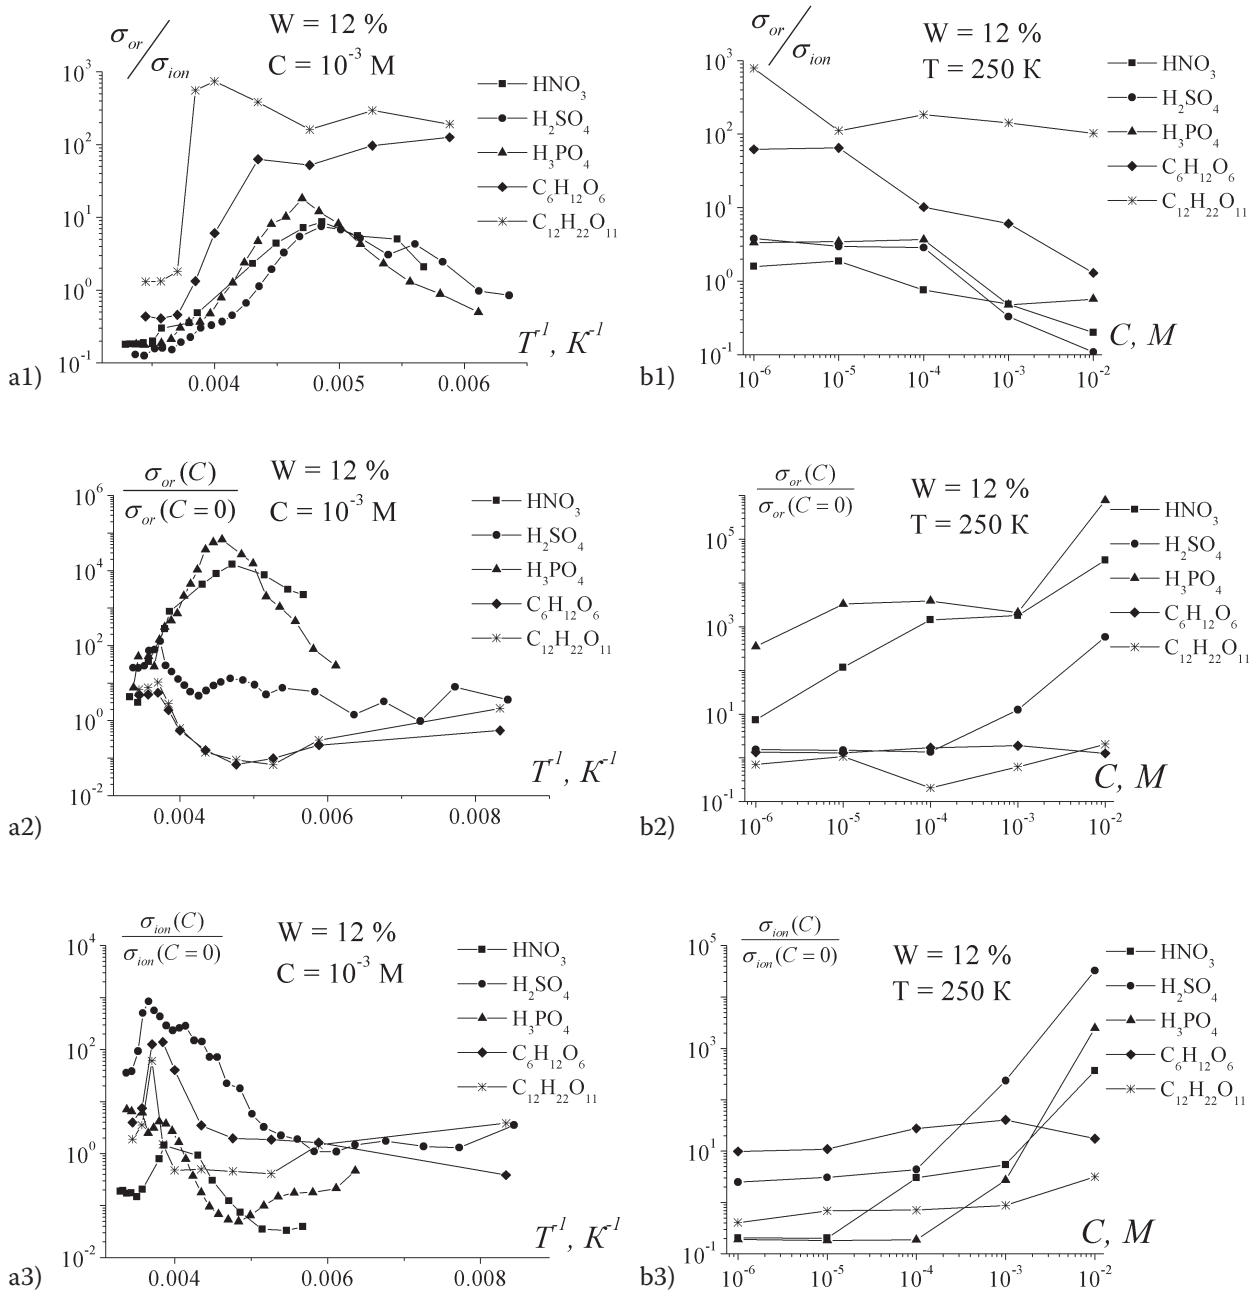 σor/σion
W = 12 %
C = 10⁻³ M
HNO₃
H₂SO₄
H₃PO₄
C₆H₁₂O₆
C₁₂H₂₂O₁₁
10³
10²
10¹
10⁰
10⁻¹
0.004 0.005 0.006
T⁻¹, K⁻¹
a1)
σor/σion
W = 12 %
T = 250 K
HNO₃
H₂SO₄
H₃PO₄
C₆H₁₂O₆
C₁₂H₂₂O₁₁
10³
10²
10¹
10⁰
10⁻¹
10⁻⁶ 10⁻⁵ 10⁻⁴ 10⁻³ 10⁻²
C, M
b1)
σor(C)
σor(C = 0)
W = 12 %
C = 10⁻³ M
HNO₃
H₂SO₄
H₃PO₄
C₆H₁₂O₆
C₁₂H₂₂O₁₁
10⁶
10⁴
10²
10⁰
10⁻²
0.004 0.006 0.008
T⁻¹, K⁻¹
a2)
σor(C)
σor(C = 0)
W = 12 %
T = 250 K
HNO₃
H₂SO₄
H₃PO₄
C₆H₁₂O₆
C₁₂H₂₂O₁₁
10⁵
10³
10¹
10⁻¹
10⁻⁶ 10⁻⁵ 10⁻⁴ 10⁻³ 10⁻²
C, M
b2)
σion(C)
σion(C = 0)
W = 12 %
C = 10⁻³ M
HNO₃
H₂SO₄
H₃PO₄
C₆H₁₂O₆
C₁₂H₂₂O₁₁
10⁴
10²
10⁰
10⁻²
0.004 0.006 0.008
T⁻¹, K⁻¹
a3)
σion(C)
σion(C = 0)
W = 12 %
T = 250 K
HNO₃
H₂SO₄
H₃PO₄
C₆H₁₂O₆
C₁₂H₂₂O₁₁
10⁵
10³
10¹
10⁻¹
10⁻⁶ 10⁻⁵ 10⁻⁴ 10⁻³ 10⁻²
C, M
b3)